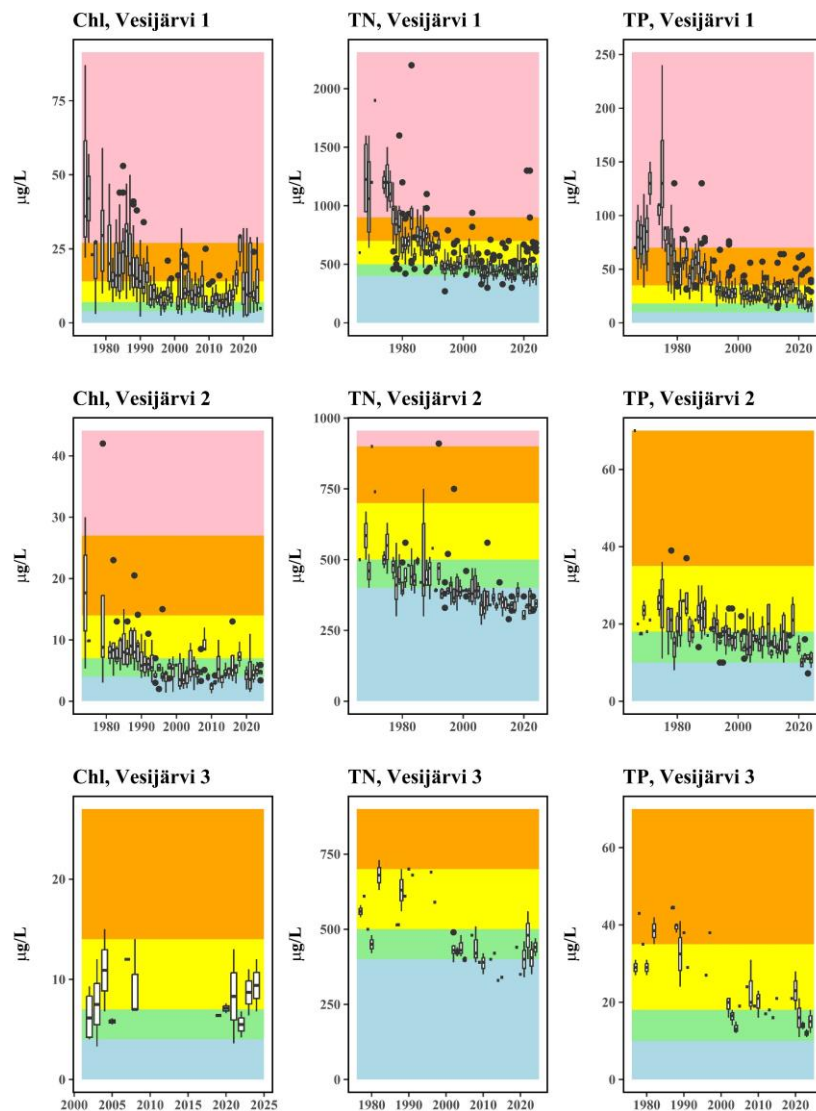 Chl, Vesijärvi 1
TN, Vesijärvi 1
TP, Vesijärvi 1
µg/L
75
50
25
0
1980 1990 2000 2010 2020
µg/L
2000
1500
1000
500
0
1980 2000 2020
µg/L
250
200
150
100
50
0
1980 2000 2020
Chl, Vesijärvi 2
TN, Vesijärvi 2
TP, Vesijärvi 2
µg/L
40
30
20
10
0
1980 1990 2000 2010 2020
µg/L
1000
750
500
250
0
1980 2000 2020
µg/L
60
40
20
0
1980 2000 2020
Chl, Vesijärvi 3
TN, Vesijärvi 3
TP, Vesijärvi 3
µg/L
20
10
0
2000 2005 2010 2015 2020 2025
µg/L
750
500
250
0
1980 1990 2000 2010 2020
µg/L
60
40
20
0
1980 1990 2000 2010 2020